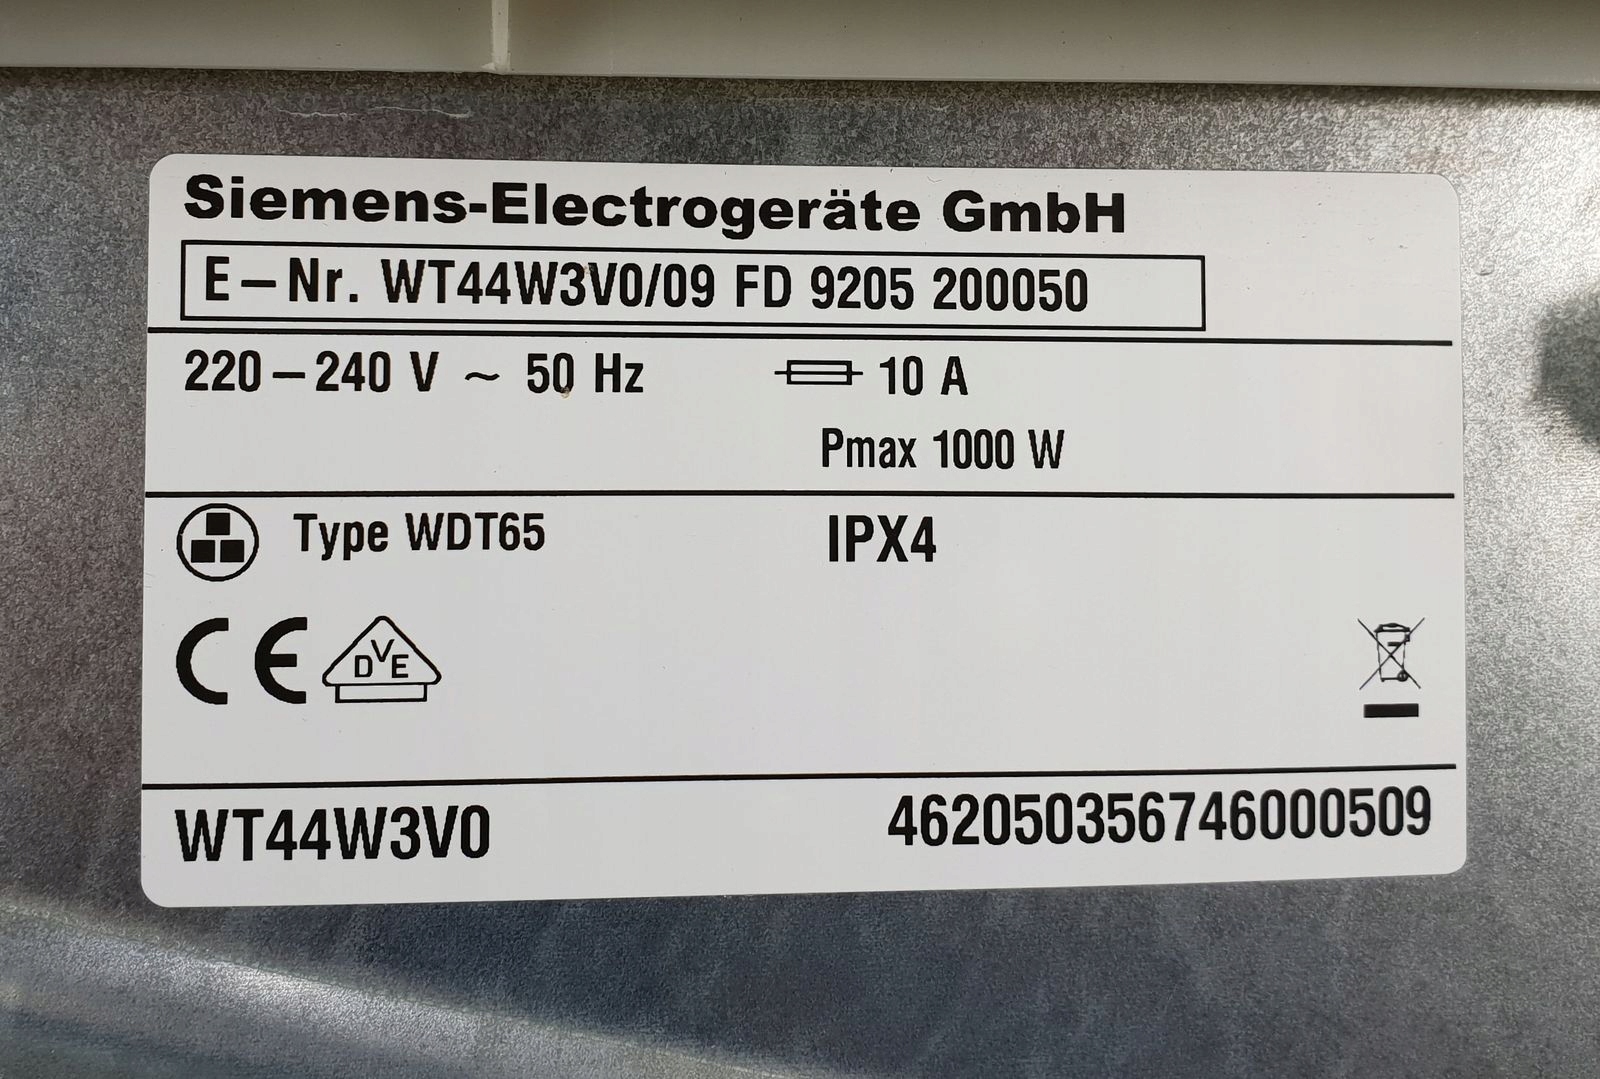 Siemens-Electrogeräte GmbH
E-Nr. WT44W3V0/09 FD 9205 200050
220-240 V ~ 50 Hz 10 A
Pmax 1000 W
Type WDT65 IPX4
CE DVE
WT44W3V0 462050356746000509